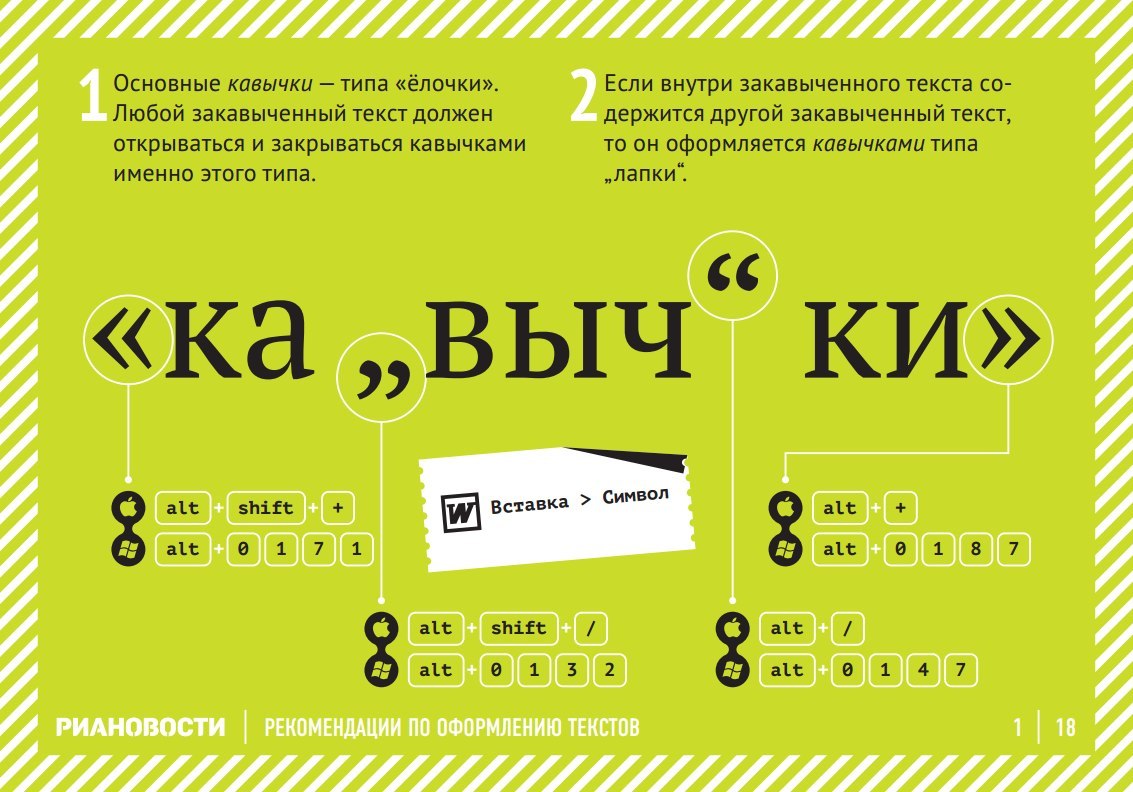 1 Основные кавычки — типа «ёлочки».
Любой закавыченный текст должен
открываться и закрываться кавычками
именно этого типа.
2 Если внутри закавыченного текста со-
держится другой закавыченный текст,
то он оформляется кавычками типа
„лапки“.
«ка „выч“ ки»
W Вставка > Символ
alt + shift + +
alt + 0 1 7 1
alt + +
alt + 0 1 8 7
alt + shift + /
alt + 0 1 3 2
alt + /
alt + 0 1 4 7
РИАНОВОСТИ | РЕКОМЕНДАЦИИ ПО ОФОРМЛЕНИЮ ТЕКСТОВ 1 | 18